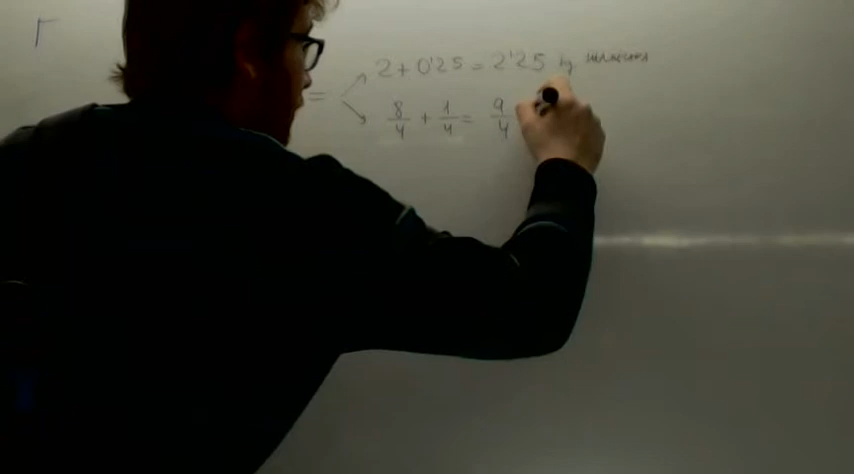 = 2+0'25 = 2'25 kg
8/4 + 1/4 = 9/4